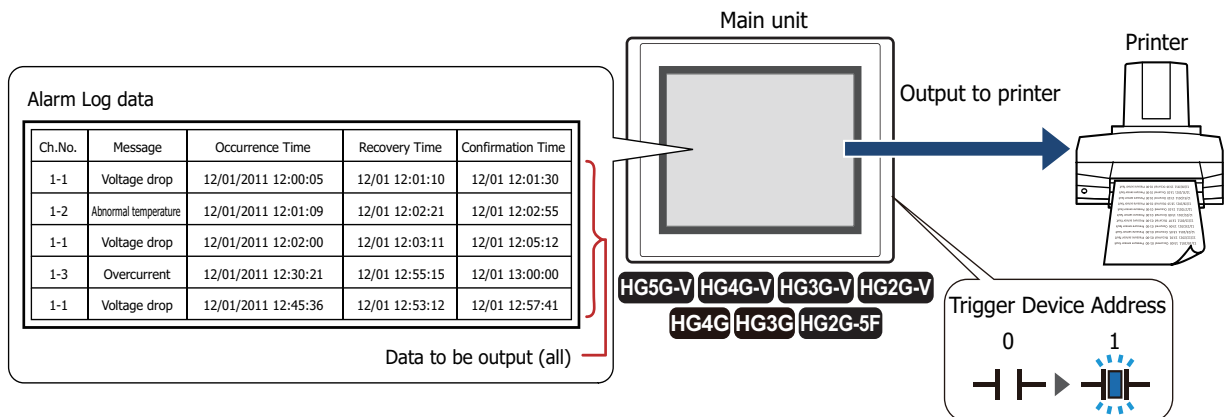 Main unit
Printer
Alarm Log data
Output to printer
Ch.No. Message Occurrence Time Recovery Time Confirmation Time
1-1 Voltage drop 12/01/2011 12:00:05 12/01 12:01:10 12/01 12:01:30
1-2 Abnormal temperature 12/01/2011 12:01:09 12/01 12:02:21 12/01 12:02:55
1-1 Voltage drop 12/01/2011 12:02:00 12/01 12:03:11 12/01 12:05:12
1-3 Overcurrent 12/01/2011 12:30:21 12/01 12:55:15 12/01 13:00:00
1-1 Voltage drop 12/01/2011 12:45:36 12/01 12:53:12 12/01 12:57:41
Data to be output (all)
HG5G-V HG4G-V HG3G-V HG2G-V
HG4G HG3G HG2G-5F
Trigger Device Address
0 1